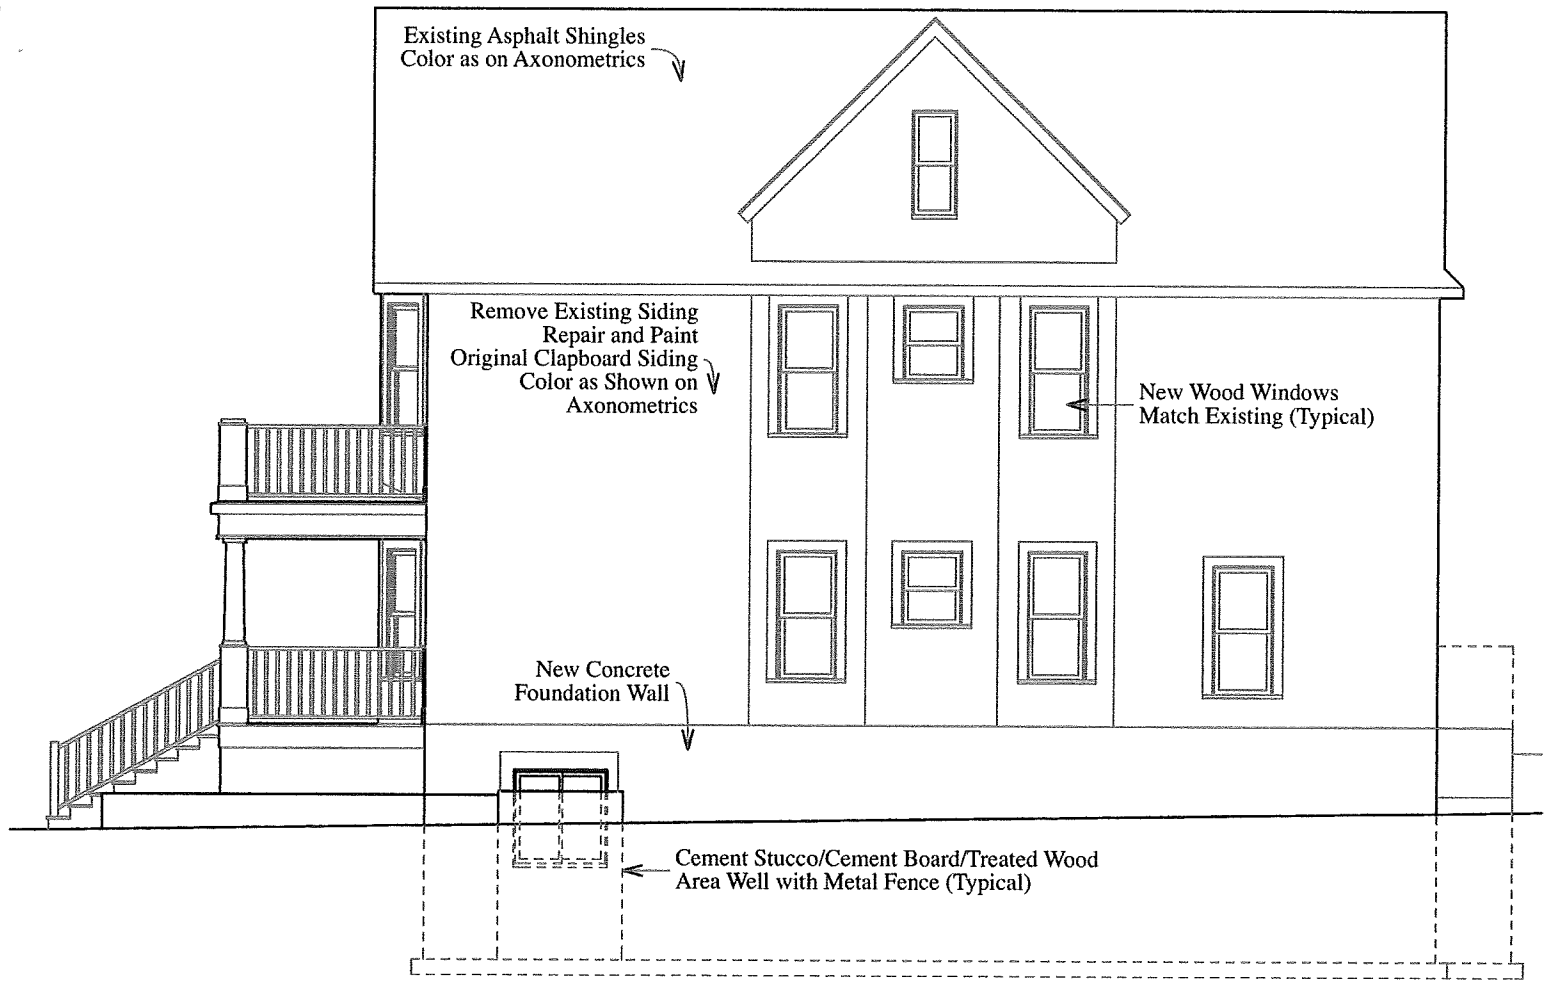 Existing Asphalt Shingles
Color as on Axonometrics
Remove Existing Siding
Repair and Paint
Original Clapboard Siding
Color as Shown on
Axonometrics
New Wood Windows
Match Existing (Typical)
New Concrete
Foundation Wall
Cement Stucco/Cement Board/Treated Wood
Area Well with Metal Fence (Typical)